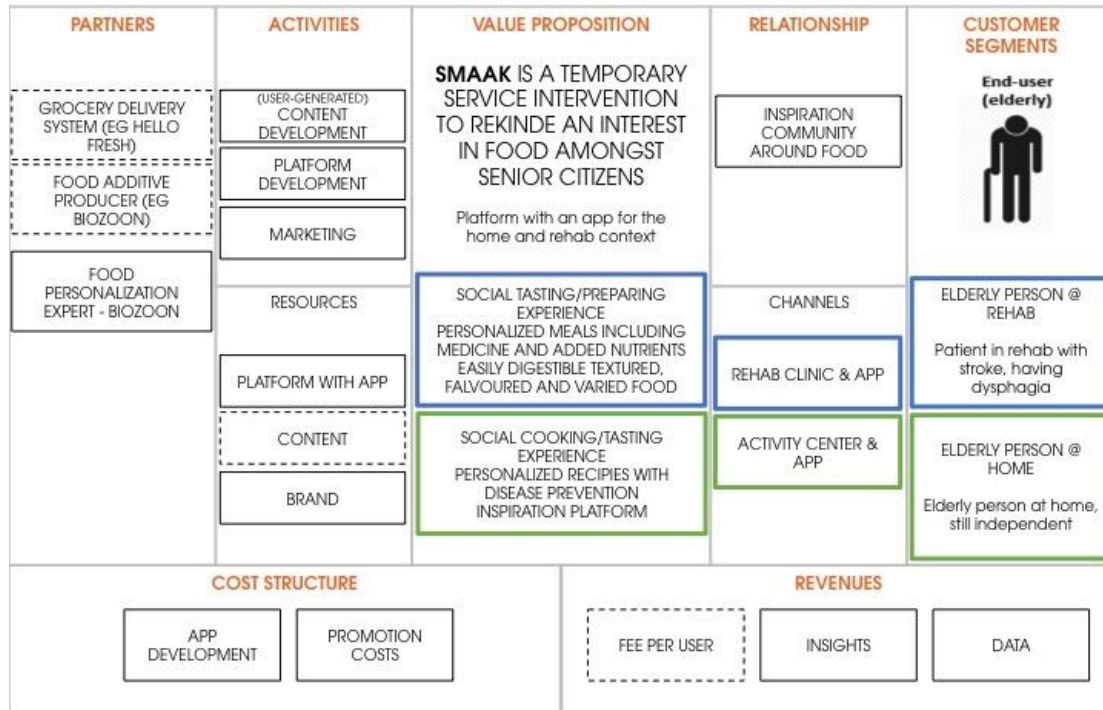 PARTNERS
GROCERY DELIVERY
SYSTEM (EG HELLO
FRESH)
FOOD ADDITIVE
PRODUCER (EG
BIOZOON)
FOOD
PERSONALIZATION
EXPERT - BIOZOON
ACTIVITIES
(USER-GENERATED)
CONTENT
DEVELOPMENT
PLATFORM
DEVELOPMENT
MARKETING
RESOURCES
PLATFORM WITH APP
CONTENT
BRAND
VALUE PROPOSITION
SMAAK IS A TEMPORARY
SERVICE INTERVENTION
TO REKINDE AN INTEREST
IN FOOD AMONGST
SENIOR CITIZENS
Platform with an app for the
home and rehab context
SOCIAL TASTING/PREPARING
EXPERIENCE
PERSONALIZED MEALS INCLUDING
MEDICINE AND ADDED NUTRIENTS
EASILY DIGESTIBLE TEXTURED,
FALVOURED AND VARIED FOOD
SOCIAL COOKING/TASTING
EXPERIENCE
PERSONALIZED RECIPIES WITH
DISEASE PREVENTION
INSPIRATION PLATFORM
RELATIONSHIP
INSPIRATION
COMMUNITY
AROUND FOOD
CHANNELS
REHAB CLINIC & APP
ACTIVITY CENTER &
APP
CUSTOMER
SEGMENTS
End-user
(elderly)
ELDERLY PERSON @
REHAB
Patient in rehab with
stroke, having
dysphagia
ELDERLY PERSON @
HOME
Elderly person at home,
still independent
COST STRUCTURE
APP
DEVELOPMENT
PROMOTION
COSTS
REVENUES
FEE PER USER
INSIGHTS
DATA